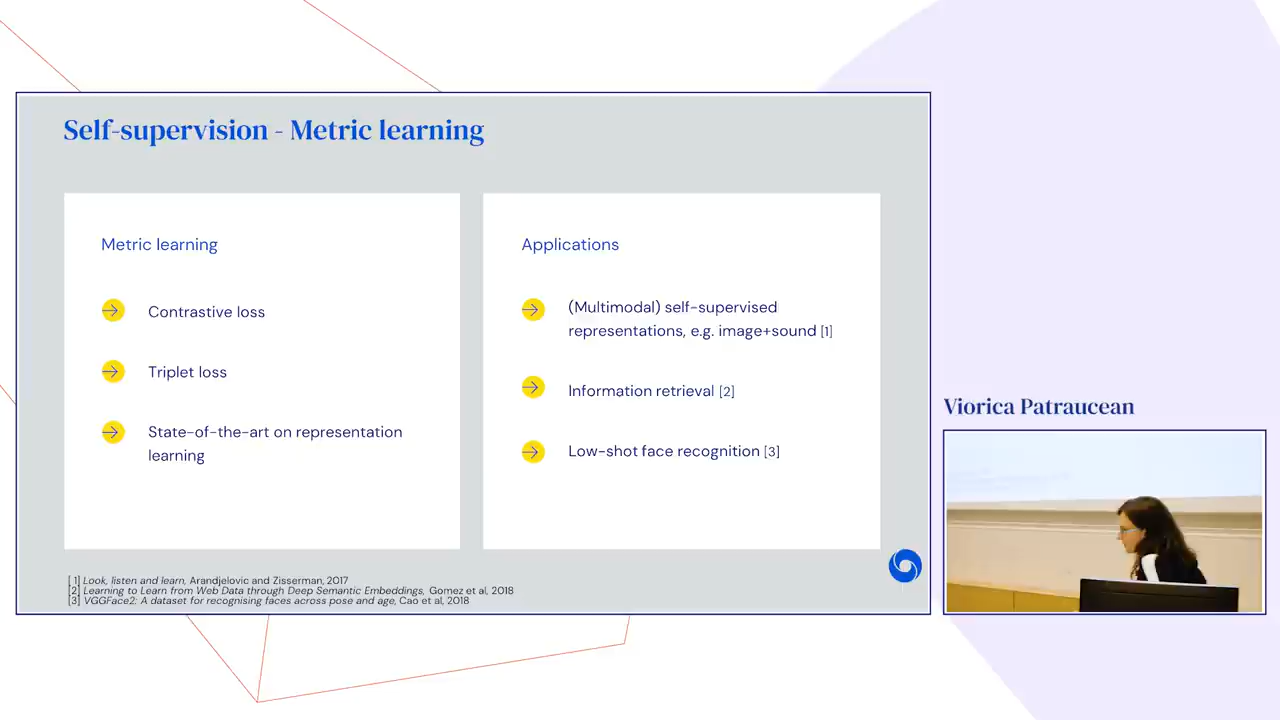 Self-supervision - Metric learning
Metric learning
Contrastive loss
Triplet loss
State-of-the-art on representation
learning
Applications
(Multimodal) self-supervised
representations, e.g. image+sound [1]
Information retrieval [2]
Low-shot face recognition [3]
[1] Look, listen and learn, Arandjelovic and Zisserman, 2017
[2] Learning to Learn from Web Data through Deep Semantic Embeddings, Gomez et al, 2018
[3] VGGFace2: A dataset for recognising faces across pose and age, Cao et al, 2018
Viorica Patraucean